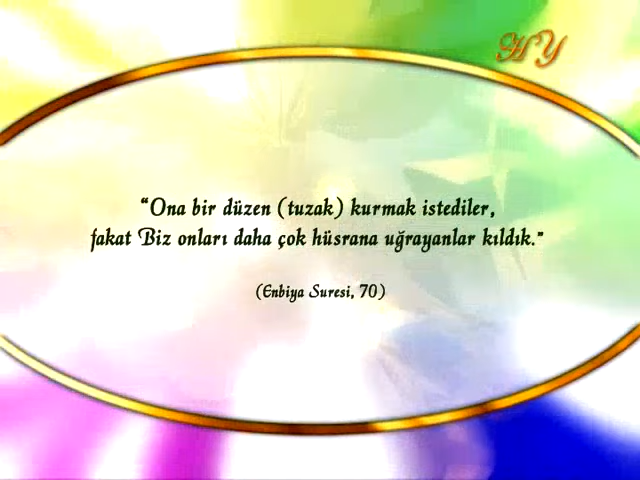 HY
“Ona bir düzen (tuzak) kurmak istediler,
fakat Biz onları daha çok hüsrana uğrayanlar kıldık.”
(Enbiya Suresi, 70)